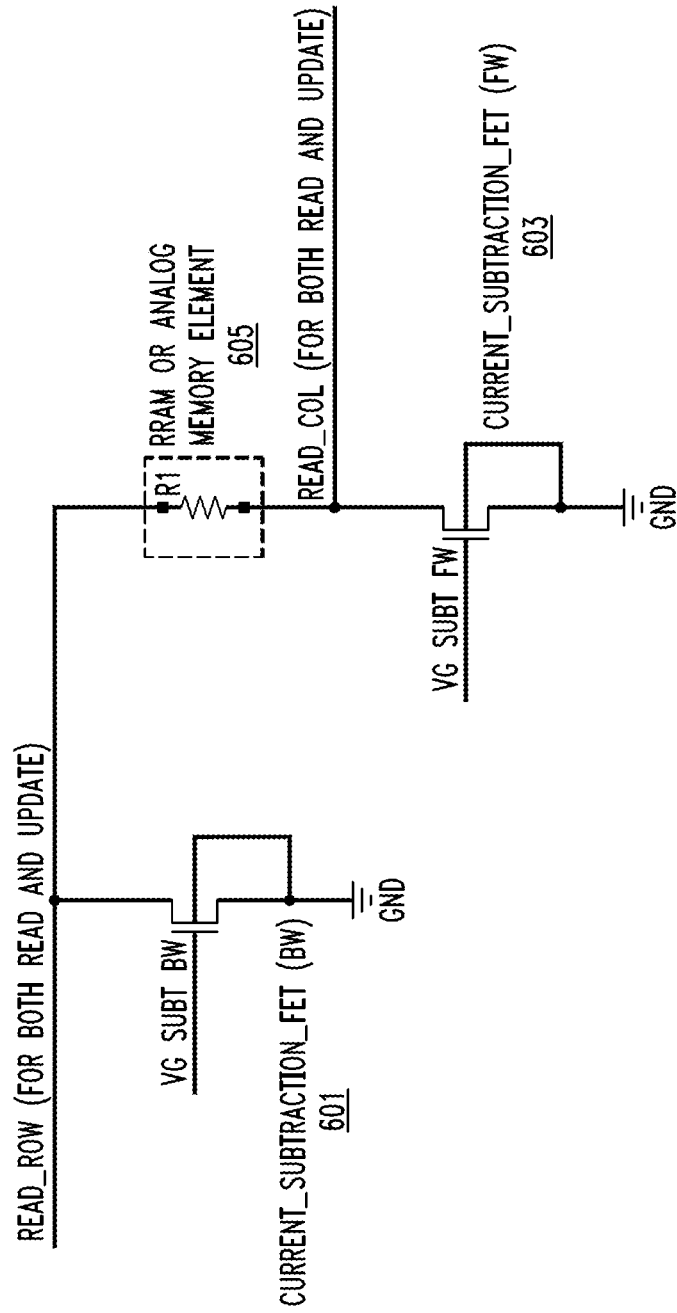 READ_ROW (FOR BOTH READ AND UPDATE)
VG SUBT BW
CURRENT_SUBTRACTION_FET (BW)
601
GND
RRAM OR ANALOG
MEMORY ELEMENT
605
R1
READ_COL (FOR BOTH READ AND UPDATE)
VG SUBT FW
CURRENT_SUBTRACTION_FET (FW)
603
GND